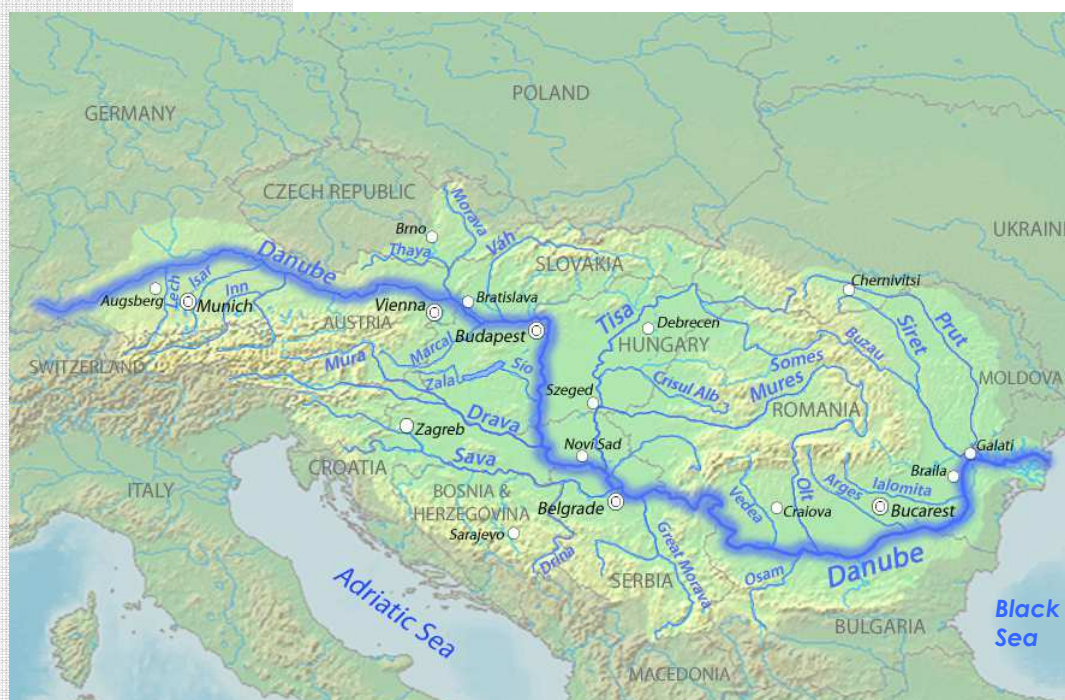 POLAND
GERMANY
CZECH REPUBLIC
Morava
UKRAINE
Brno
Thaya
Váh
Danube
SLOVAKIA
Augsberg
Lech
Isar
Inn
Munich
Vienna
Bratislava
Chernivitsi
AUSTRIA
Budapest
Tisa
Debrecen
HUNGARY
Siret
Prut
Buzau
SWITZERLAND
Mura
Marcal
Zala
Sio
Somes
Crisul Alb
Mures
MOLDOVA
Szeged
ROMANIA
Drava
Zagreb
Novi Sad
Galati
Sava
CROATIA
Braila
ITALY
BOSNIA &
HERZEGOVINA
Belgrade
Vedea
Olt
Arges
Ialomita
Craiova
Bucarest
Sarajevo
Drina
Great Morava
Danube
Osam
SERBIA
Adriatic Sea
Black
Sea
BULGARIA
MACEDONIA